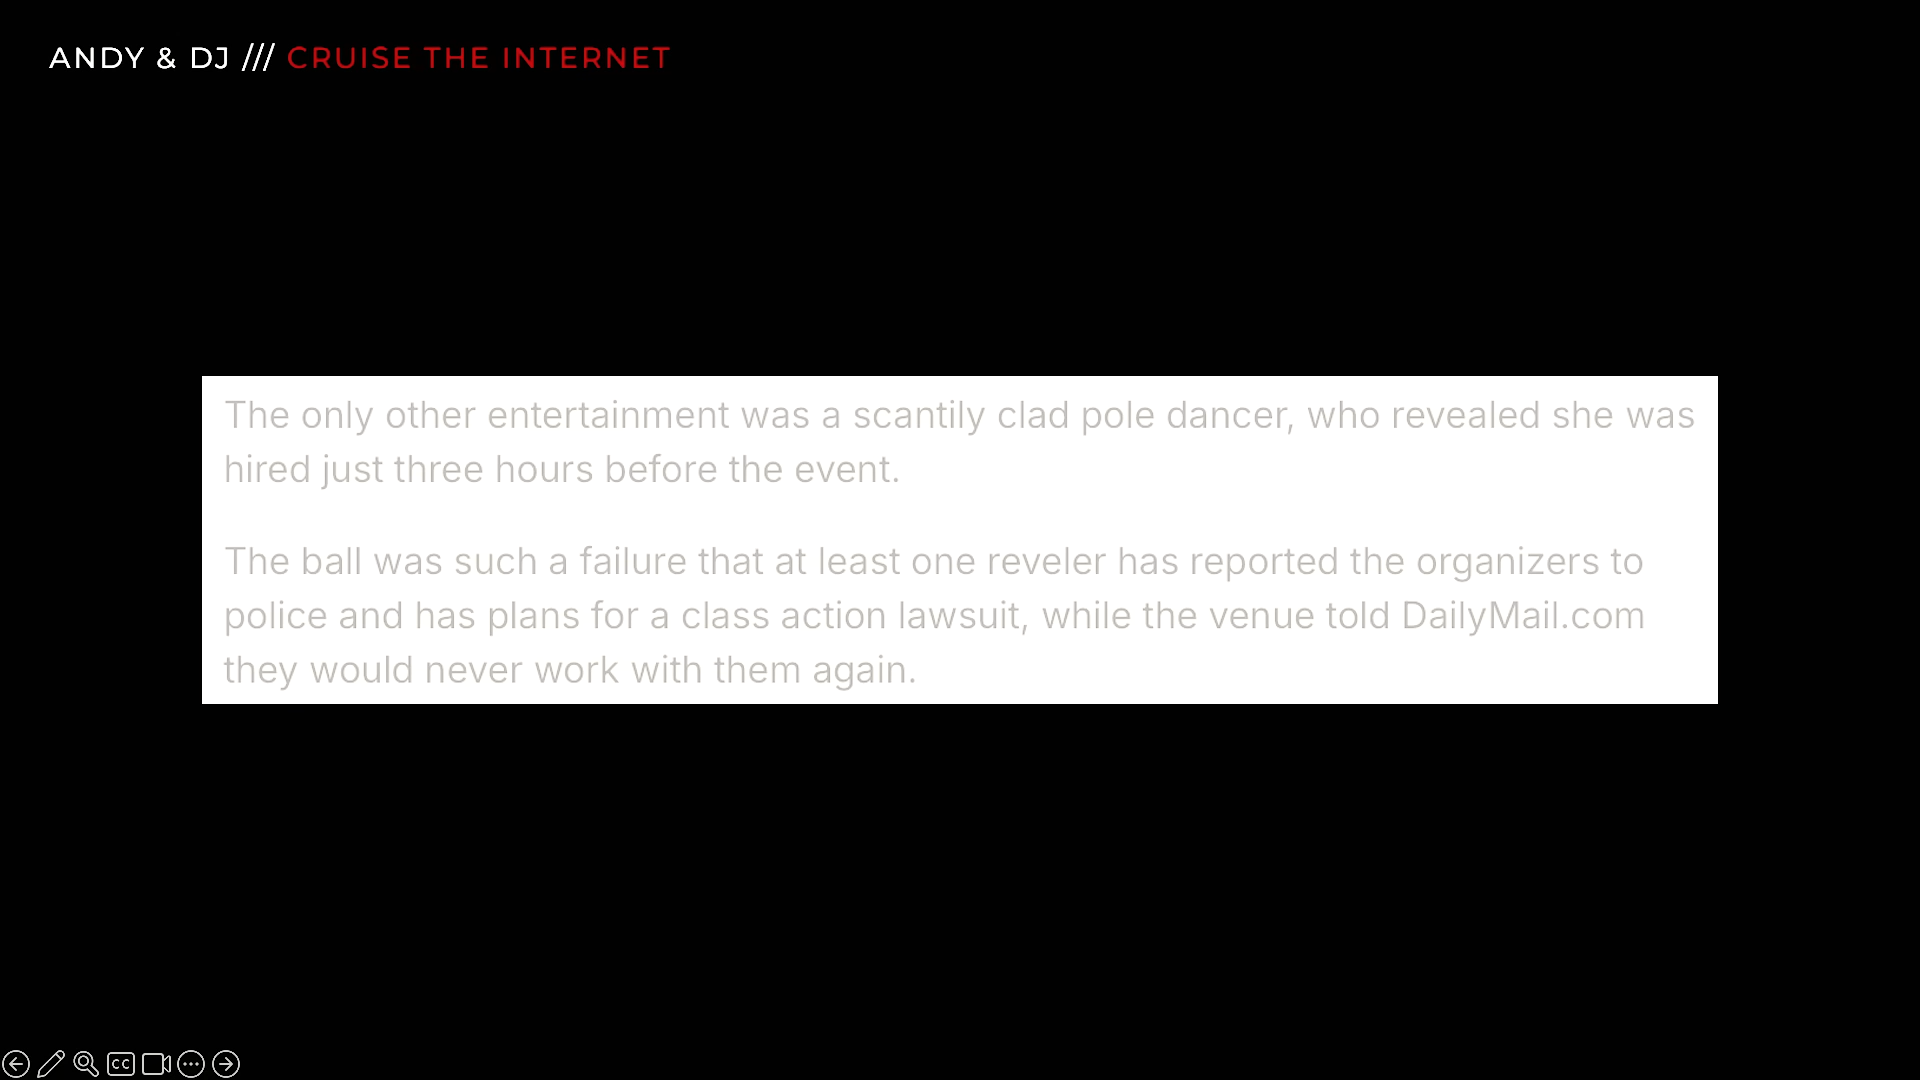 ANDY & DJ /// CRUISE THE INTERNET
The only other entertainment was a scantily clad pole dancer, who revealed she was
hired just three hours before the event.
The ball was such a failure that at least one reveler has reported the organizers to
police and has plans for a class action lawsuit, while the venue told DailyMail.com
they would never work with them again.
CC